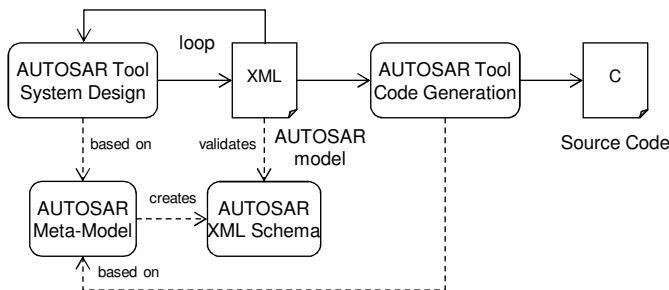 loop
AUTOSAR Tool
System Design
XML
AUTOSAR Tool
Code Generation
C
based on
validates
AUTOSAR
model
Source Code
AUTOSAR
Meta-Model
creates
AUTOSAR
XML Schema
based on